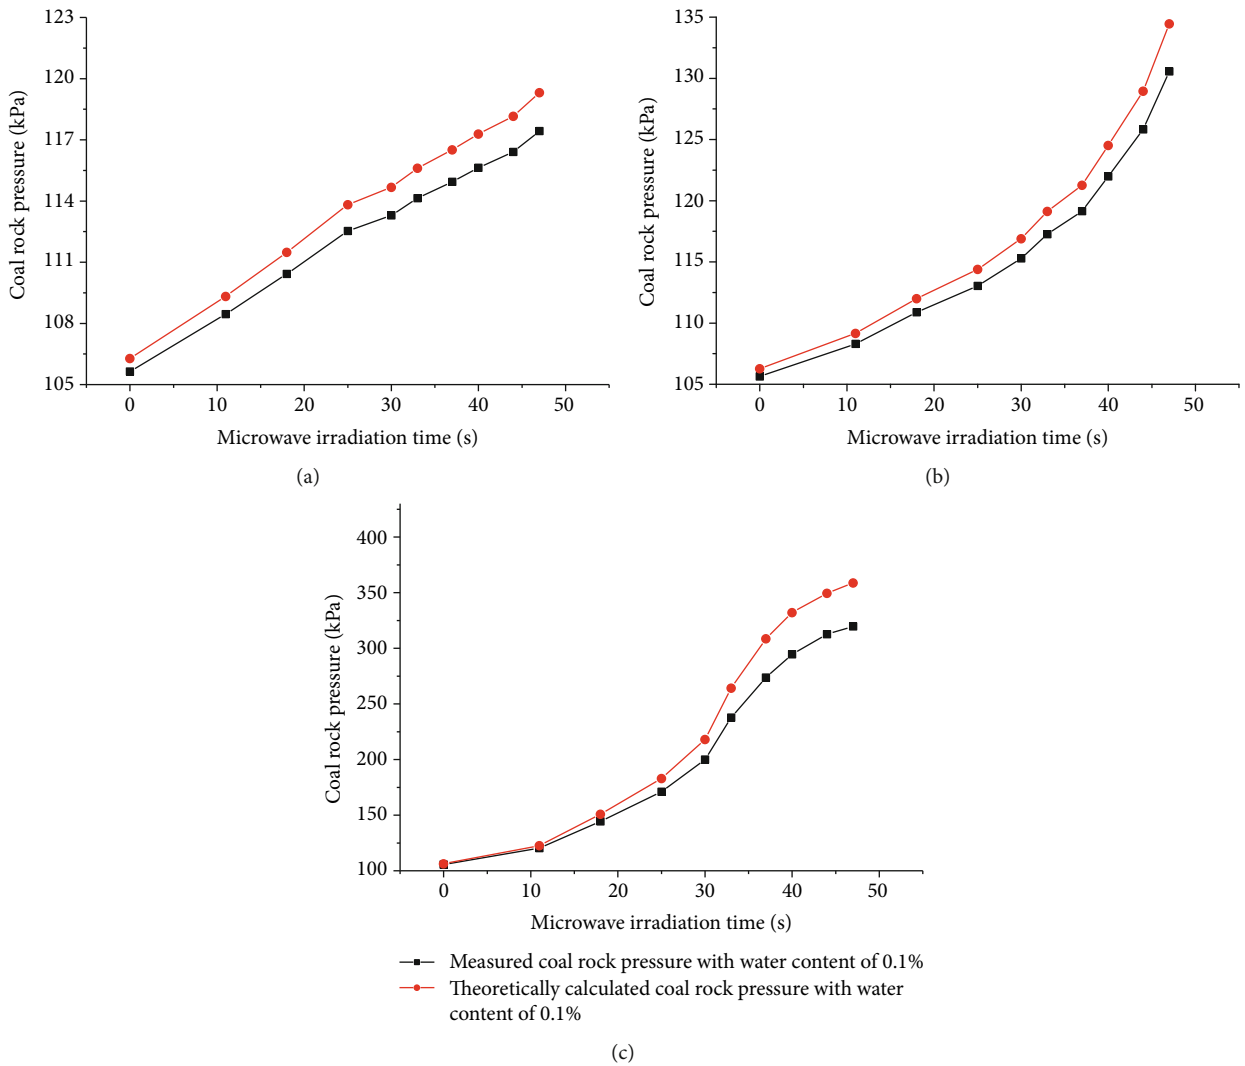 123
120
117
114
111
108
105
Coal rock pressure (kPa)
0 10 20 30 40 50
Microwave irradiation time (s)
(a)
135
130
125
120
115
110
105
Coal rock pressure (kPa)
0 10 20 30 40 50
Microwave irradiation time (s)
(b)
400
350
300
250
200
150
100
Coal rock pressure (kPa)
0 10 20 30 40 50
Microwave irradiation time (s)
Measured coal rock pressure with water content of 0.1%
Theoretically calculated coal rock pressure with water
content of 0.1%
(c)